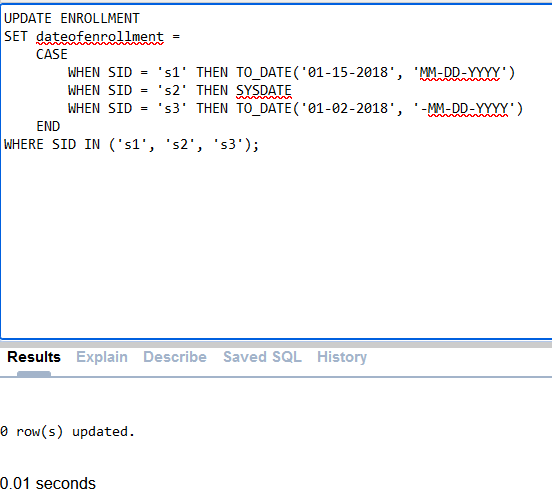 UPDATE ENROLLMENT
SET dateofenrollment =
CASE
WHEN SID = 's1' THEN TO_DATE('01-15-2018', 'MM-DD-YYYY')
WHEN SID = 's2' THEN SYSDATE
WHEN SID = 's3' THEN TO_DATE('01-02-2018', '-MM-DD-YYYY')
END
WHERE SID IN ('s1', 's2', 's3');
Results Explain Describe Saved SQL History
0 row(s) updated.
0.01 seconds